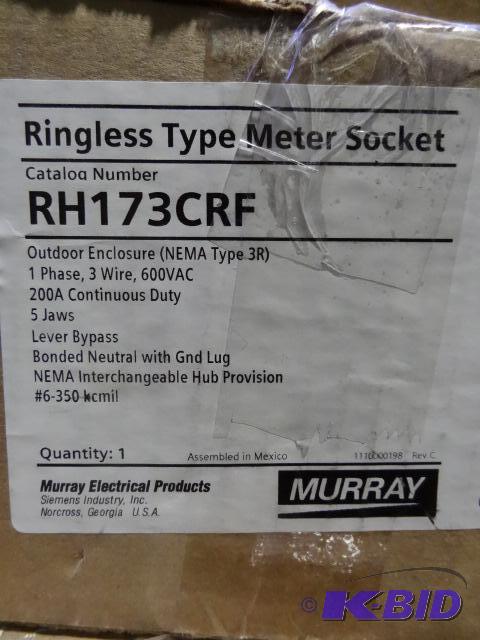 Ringless Type Meter Socket
Catalog Number
RH173CRF
Outdoor Enclosure (NEMA Type 3R)
1 Phase, 3 Wire, 600VAC
200A Continuous Duty
5 Jaws
Lever Bypass
Bonded Neutral with Gnd Lug
NEMA Interchangeable Hub Provision
#6-350 kcmil
Quantity: 1 Assembled in Mexico 1110000198 Rev C
Murray Electrical Products
Siemens Industry, Inc.
Norcross, Georgia U.S.A.
MURRAY
© K-BID